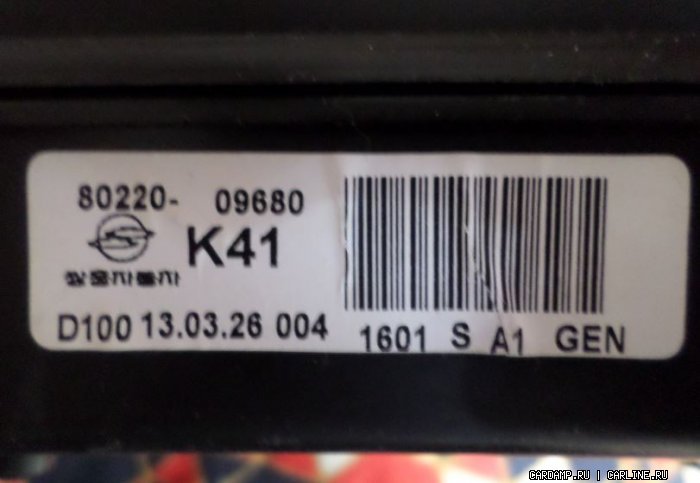 80220- 09680
K41
쌍용자동차
D100 13.03.26 004
1601 S A1 GEN
CARDAMP.RU | CARLINE.RU